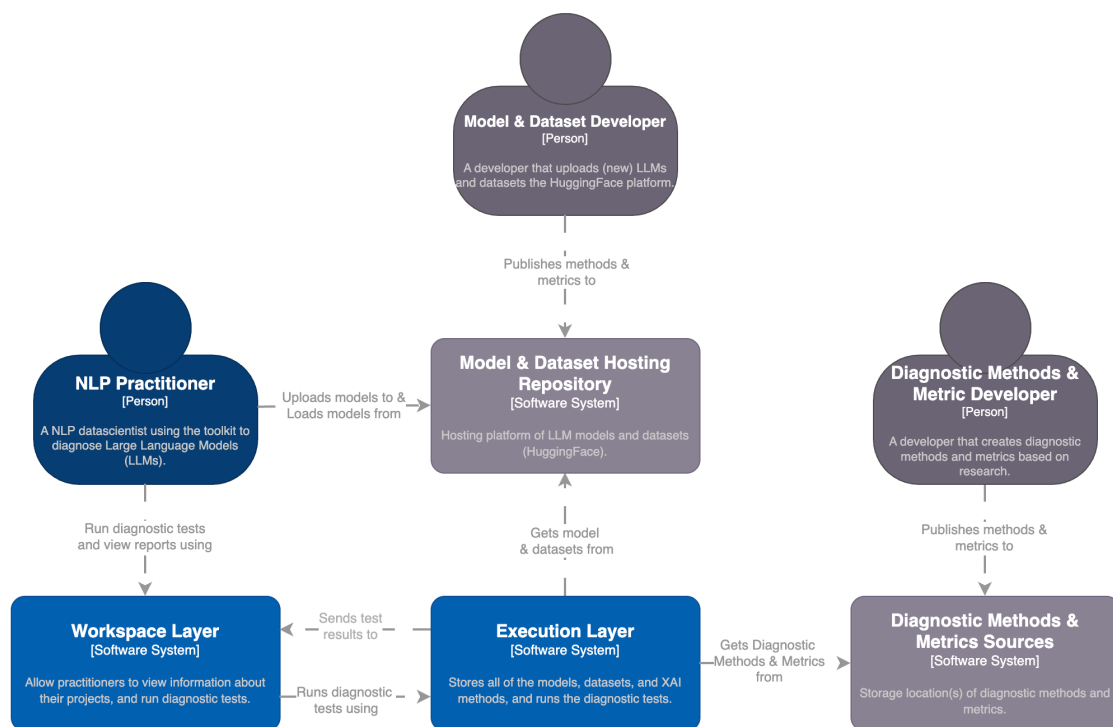 Model & Dataset Developer
[Person]
A developer that uploads (new) LLMs
and datasets the HuggingFace platform.
Publishes methods &
metrics to
NLP Practitioner
[Person]
A NLP datascientist using the toolkit to
diagnose Large Language Models
(LLMs).
Uploads models to &
Loads models from
Model & Dataset Hosting
Repository
[Software System]
Hosting platform of LLM models and datasets
(HuggingFace).
Diagnostic Methods &
Metric Developer
[Person]
A developer that creates diagnostic
methods and metrics based on
research.
Run diagnostic tests
and view reports using
Gets model
& datasets from
Publishes methods &
metrics to
Workspace Layer
[Software System]
Allow practitioners to view information about
their projects, and run diagnostic tests.
Sends test
results to
Runs diagnostic
tests using
Execution Layer
[Software System]
Stores all of the models, datasets, and XAI
methods, and runs the diagnostic tests.
Gets Diagnostic
Methods & Metrics
from
Diagnostic Methods &
Metrics Sources
[Software System]
Storage location(s) of diagnostic methods and
metrics.